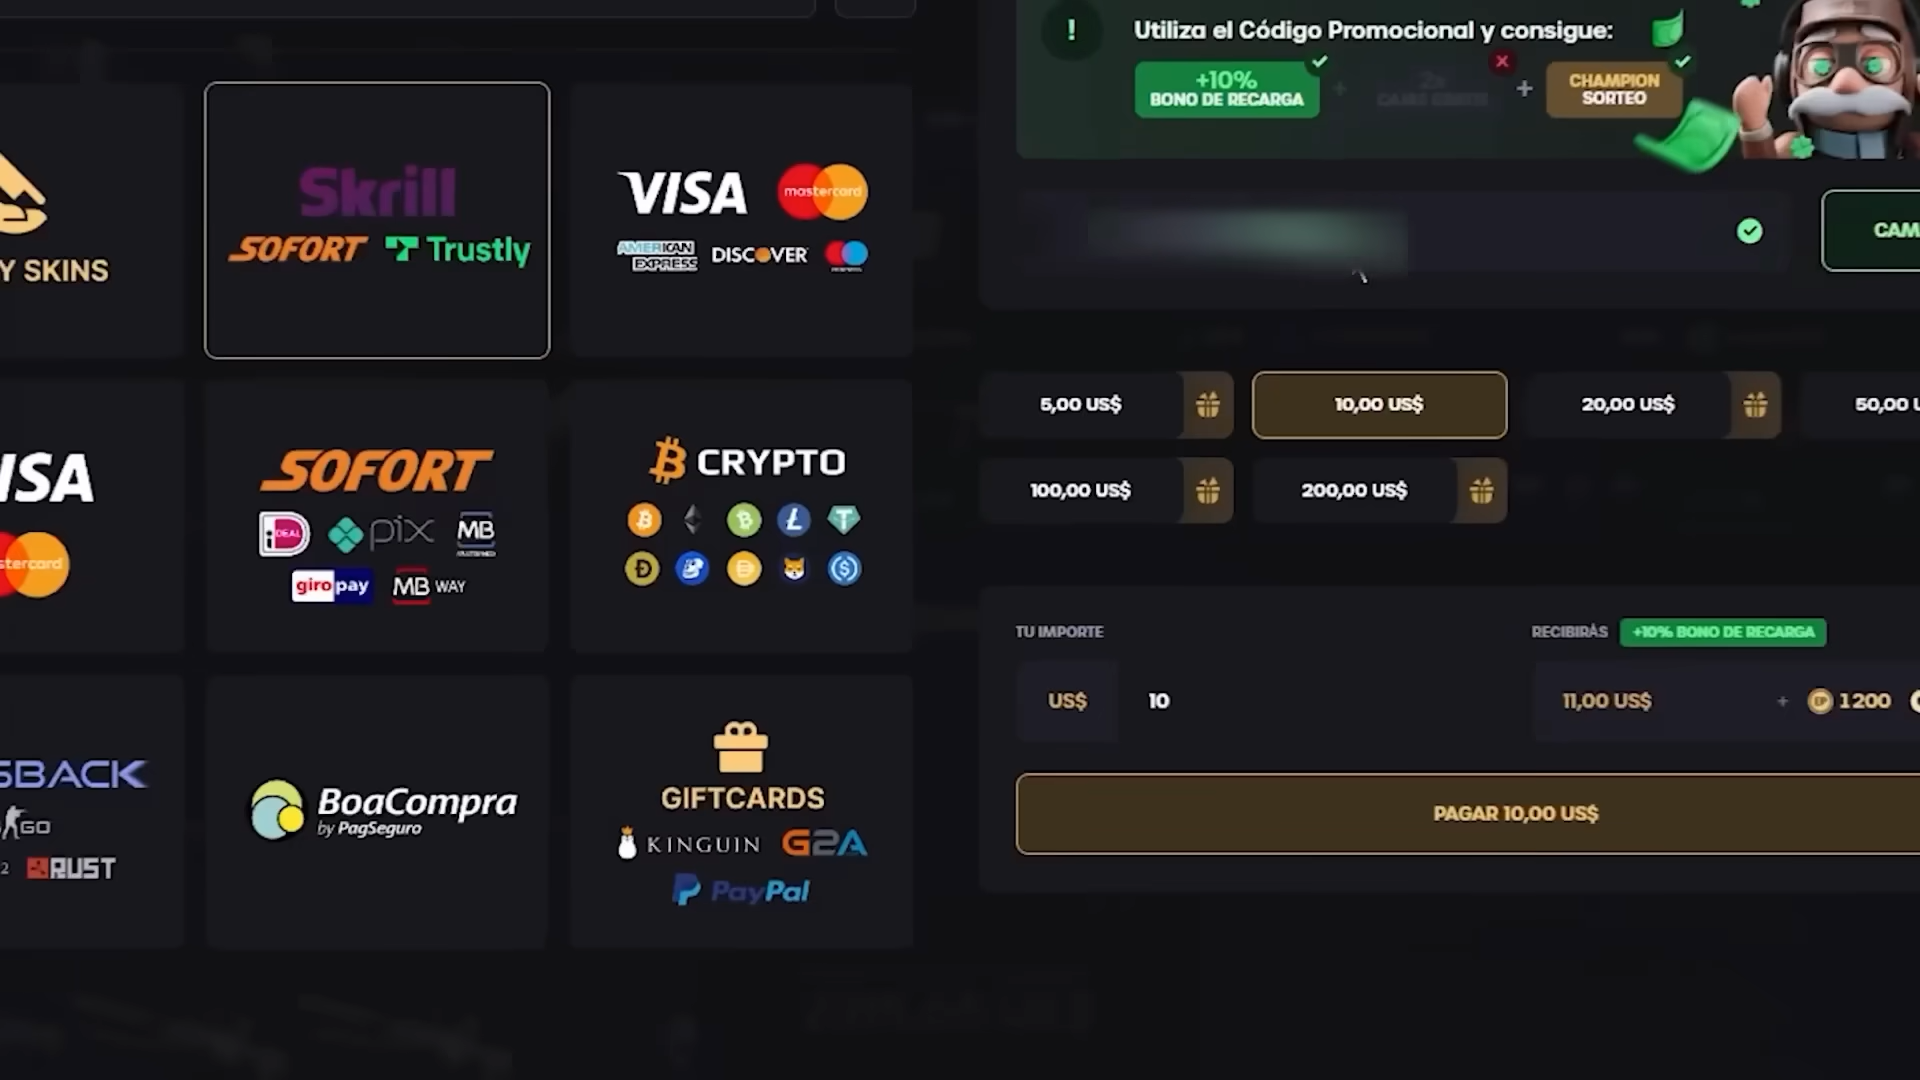 Y SKINS
Skrill
SOFORT Trustly
VISA mastercard
AMERICAN EXPRESS DISCOVER
ISA
stercard
SOFORT
iDEAL pix MB
giropay MB WAY
CRYPTO
SBACK
GO
2 RUST
BoaCompra
by PagSeguro
GIFTCARDS
KINGUIN G2A
PayPal
! Utiliza el Código Promocional y consigue:
+10%
BONO DE RECARGA
+
CHAMPION
SORTEO
CAM
5,00 US$ 10,00 US$ 20,00 US$ 50,00 U
100,00 US$ 200,00 US$
TU IMPORTE
US$ 10
RECIBIRÁS +10% BONO DE RECARGA
11,00 US$ + 1200
PAGAR 10,00 US$